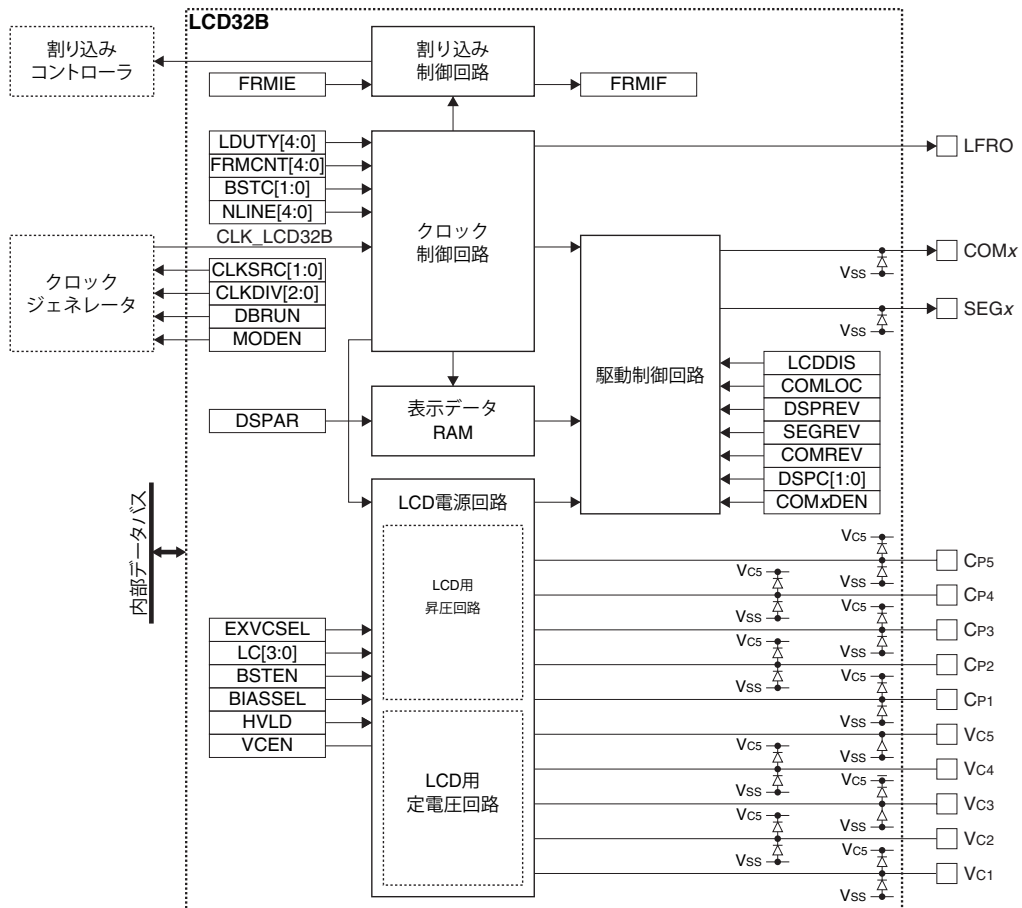 LCD32B
割り込み
コントローラ
割り込み
制御回路
FRMIE
FRMIF
LDUTY[4:0]
FRMCNT[4:0]
BSTC[1:0]
NLINE[4:0]
CLK_LCD32B
クロック
制御回路
LFRO
クロック
ジェネレータ
CLKSRC[1:0]
CLKDIV[2:0]
DBRUN
MODEN
COMx
VSS
SEGx
VSS
駆動制御回路
LCDDIS
COMLOC
DSPREV
SEGREV
COMREV
DSPC[1:0]
COMxDEN
DSPAR
表示データ
RAM
内部データバス
LCD電源回路
LCD用
昇圧回路
EXVCSEL
LC[3:0]
BSTEN
BIASSEL
HVLD
VCEN
LCD用
定電圧回路
VC5
CP5
VSS
VC5
CP4
VSS
VC5
CP3
VSS
VC5
CP2
VSS
VC5
CP1
VSS
VC5
VSS
VC5
VC4
VSS
VC5
VC3
VSS
VC5
VC2
VSS
VC5
VC1
VSS